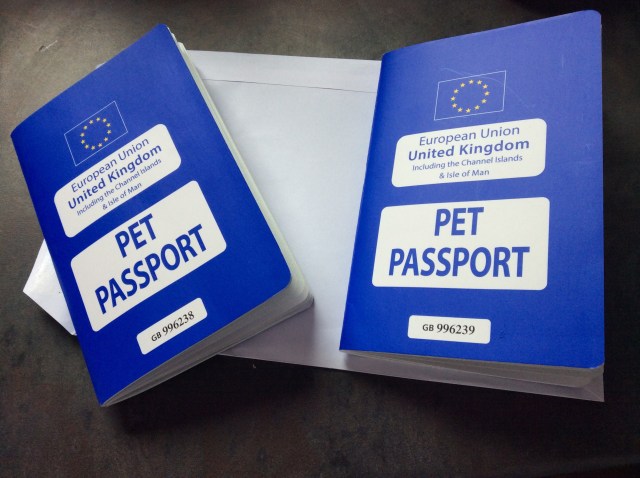 European Union
United Kingdom
Including the Channel Islands
& Isle of Man
PET
PASSPORT
GB 996238
European Union
United Kingdom
Including the Channel Islands
& Isle of Man
PET
PASSPORT
GB 996239